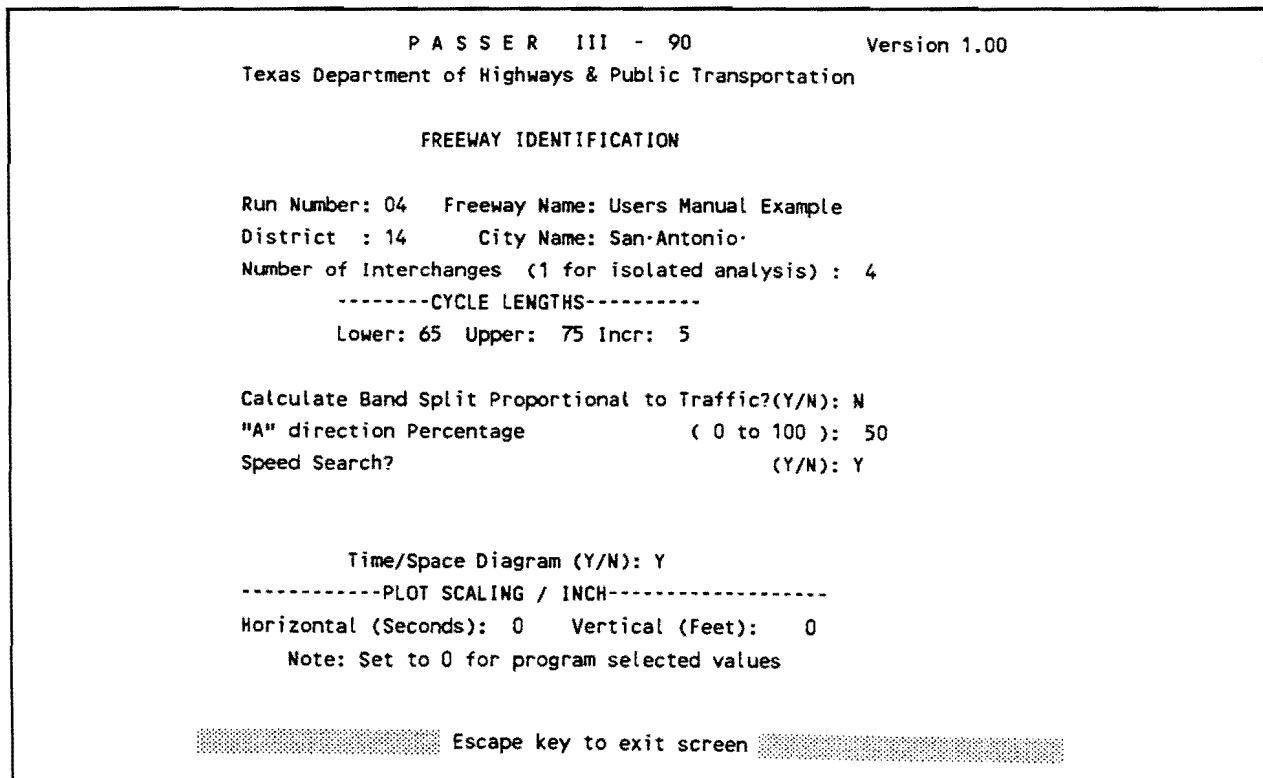 P A S S E R III - 90 Version 1.00
Texas Department of Highways & Public Transportation
FREEWAY IDENTIFICATION
Run Number: 04 Freeway Name: Users Manual Example
District : 14 City Name: San·Antonio·
Number of Interchanges (1 for isolated analysis) : 4
--------CYCLE LENGTHS----------
Lower: 65 Upper: 75 Incr: 5
Calculate Band Split Proportional to Traffic?(Y/N): N
"A" direction Percentage ( 0 to 100 ): 50
Speed Search? (Y/N): Y
Time/Space Diagram (Y/N): Y
------------PLOT SCALING / INCH-------------------
Horizontal (Seconds): 0 Vertical (Feet): 0
Note: Set to 0 for program selected values
Escape key to exit screen